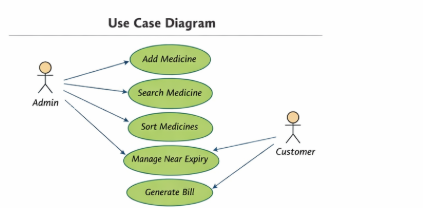 Use Case Diagram
Add Medicine
Search Medicine
Admin
Sort Medicines
Customer
Manage Near Expiry
Generate Bill